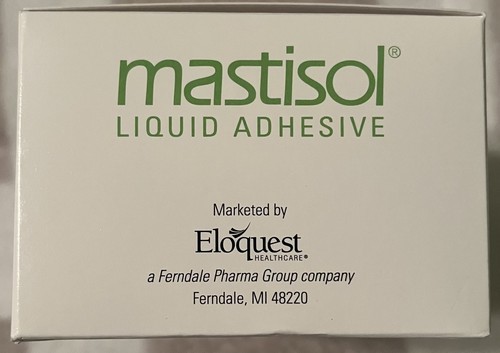 mastisol®
LIQUID ADHESIVE
Marketed by
Eloquest
HEALTHCARE®
a Ferndale Pharma Group company
Ferndale, MI 48220